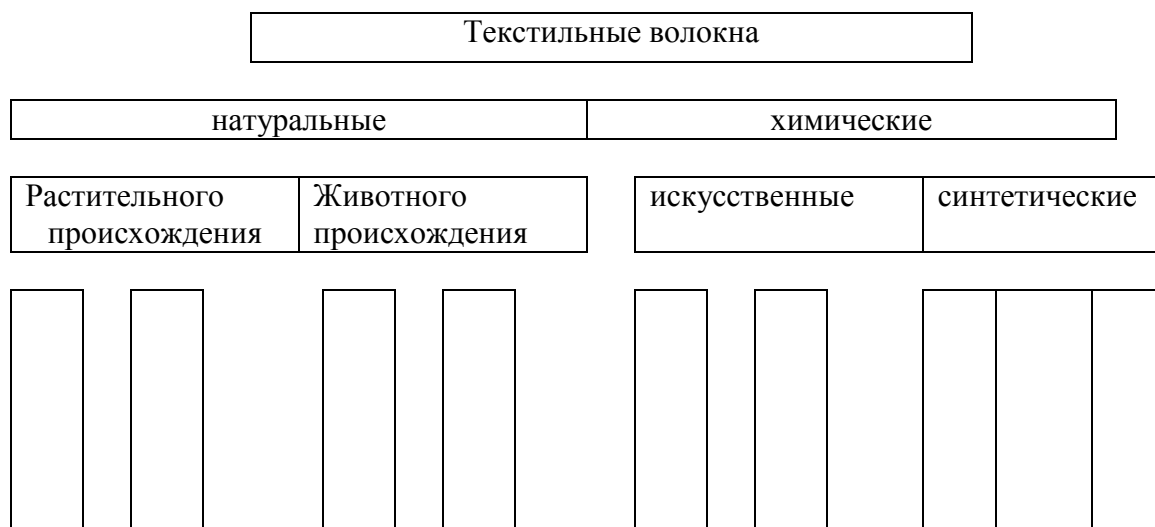 Текстильные волокна
натуральные химические
Растительного Животного искусственные синтетические
происхождения происхождения